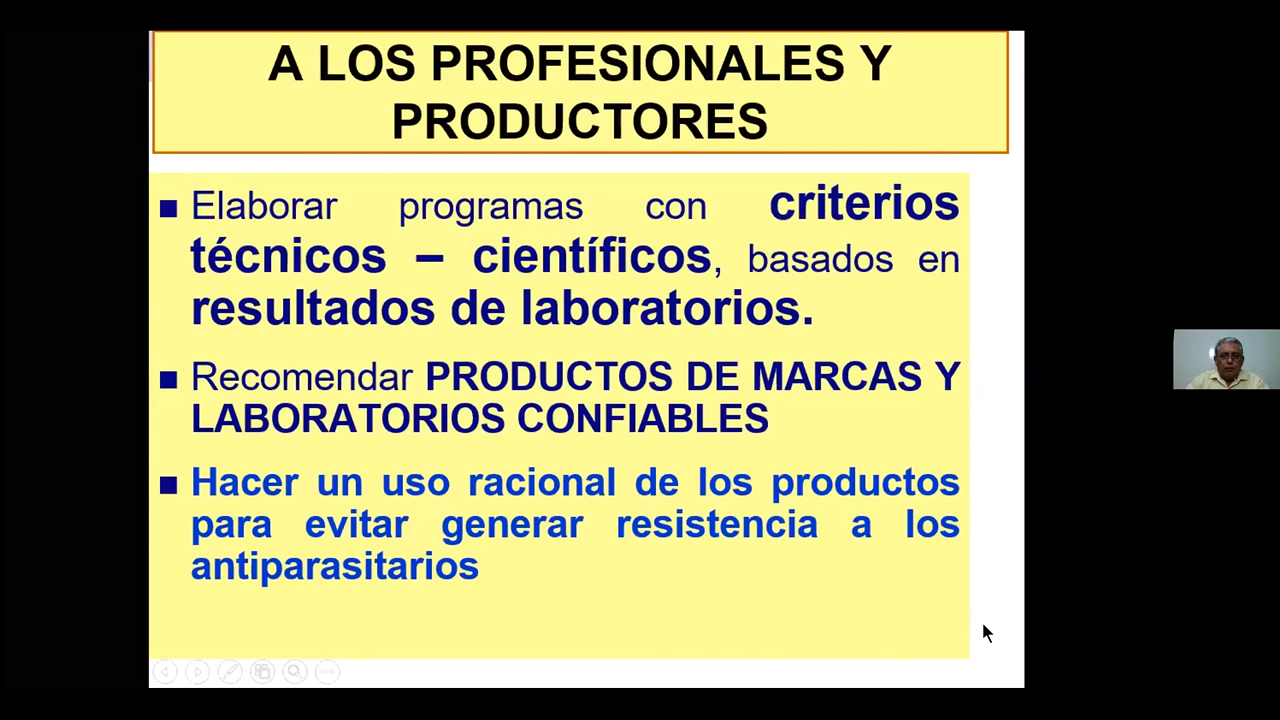 A LOS PROFESIONALES Y
PRODUCTORES
Elaborar programas con criterios
técnicos – científicos, basados en
resultados de laboratorios.
Recomendar PRODUCTOS DE MARCAS Y
LABORATORIOS CONFIABLES
Hacer un uso racional de los productos
para evitar generar resistencia a los
antiparasitarios